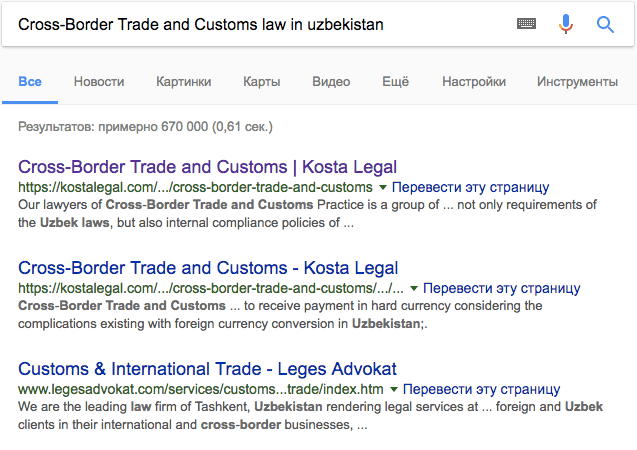 Cross-Border Trade and Customs law in uzbekistan
Все Новости Картинки Карты Видео Ещё Настройки Инструменты
Результатов: примерно 670 000 (0,61 сек.)
Cross-Border Trade and Customs | Kosta Legal
https://kostalegal.com/.../cross-border-trade-and-customs Перевести эту страницу
Our lawyers of Cross-Border Trade and Customs Practice is a group of ... not only requirements of
the Uzbek laws, but also internal compliance policies of ...
Cross-Border Trade and Customs - Kosta Legal
https://kostalegal.com/.../cross-border-trade-and-customs/.../... Перевести эту страницу
Cross-Border Trade and Customs ... to receive payment in hard currency considering the
complications existing with foreign currency conversion in Uzbekistan;.
Customs & International Trade - Leges Advokat
www.legesadvokat.com/services/customs...trade/index.htm Перевести эту страницу
We are the leading law firm of Tashkent, Uzbekistan rendering legal services at ... foreign and Uzbek
clients in their international and cross-border businesses, ...